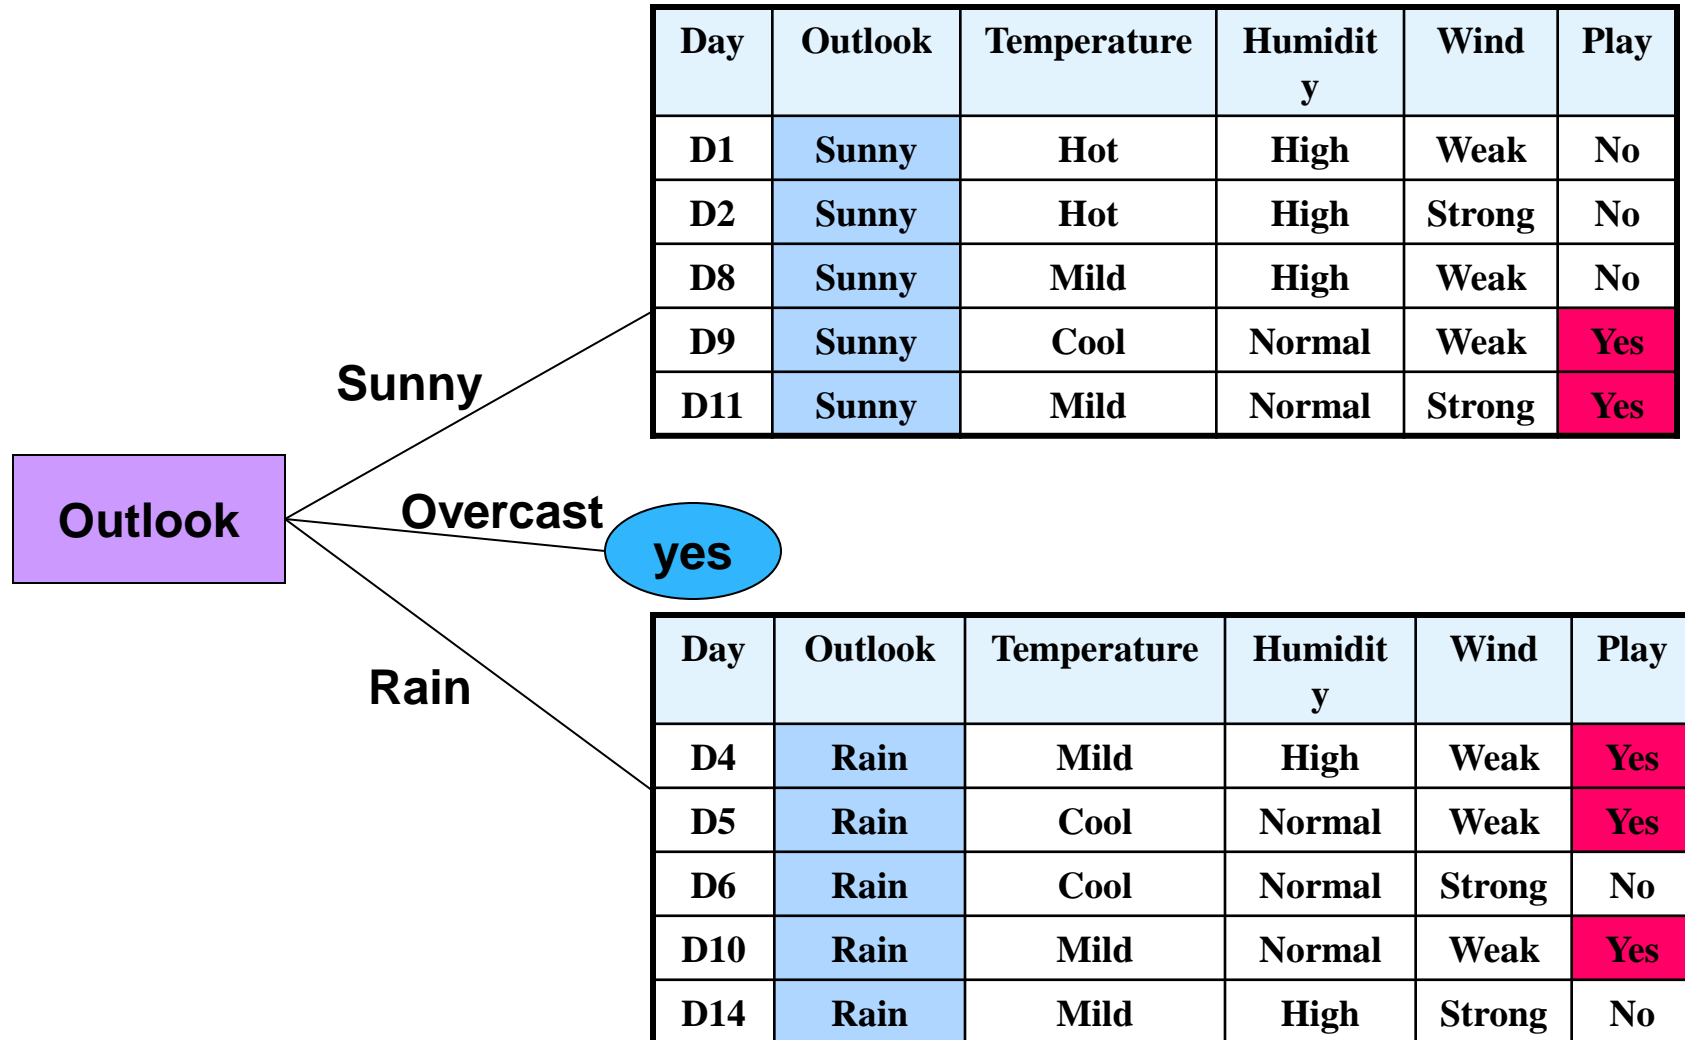 Day Outlook Temperature Humidit Wind Play
y
D1 Sunny Hot High Weak No
D2 Sunny Hot High Strong No
D8 Sunny Mild High Weak No
D9 Sunny Cool Normal Weak Yes
D11 Sunny Mild Normal Strong Yes
Sunny
Outlook
Overcast
yes
Rain
Day Outlook Temperature Humidit Wind Play
y
D4 Rain Mild High Weak Yes
D5 Rain Cool Normal Weak Yes
D6 Rain Cool Normal Strong No
D10 Rain Mild Normal Weak Yes
D14 Rain Mild High Strong No